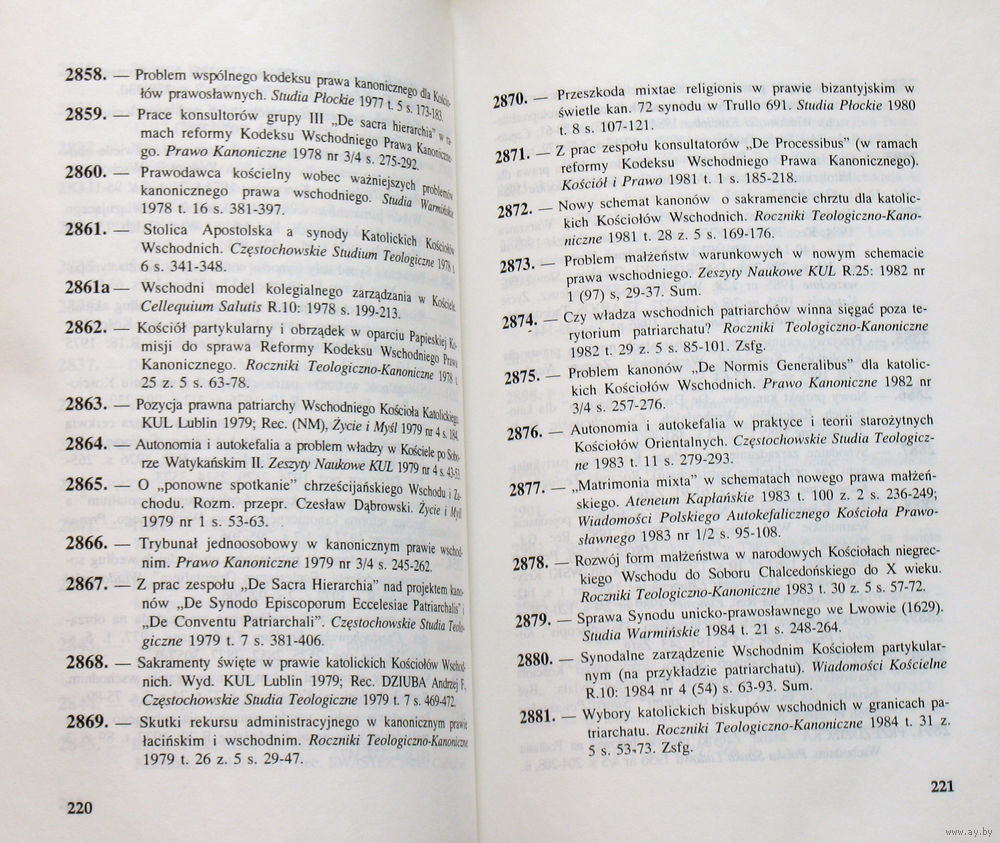 2858. — Problem wspólnego kodeksu prawa kanonicznego dla Kościo-
łów prawosławnych. Studia Płockie 1977 t. 5 s. 173-183.
2859. — Prace konsultorów grupy III „De sacra hierarchia” w ra-
mach reformy Kodeksu Wschodniego Prawa Kanoniczne-
go. Prawo Kanoniczne 1978 nr 3/4 s. 275-292.
2860. — Prawodawca kościelny wobec ważniejszych problemów
kanonicznego prawa wschodniego. Studia Warmińskie
1978 t. 16 s. 381-397.
2861. — Stolica Apostolska a synody Katolickich Kościołów
Wschodnich. Częstochowskie Studium Teologiczne 1978 t.
6 s. 341-348.
2861a — Wschodni model kolegialnego zarządzania w Kościele.
Cellequium Salutis R.10: 1978 s. 199-213.
2862. — Kościół partykularny i obrządek w oparciu Papieskiej Ko-
misji do sprawa Reformy Kodeksu Wschodniego Prawa
Kanonicznego. Roczniki Teologiczno-Kanoniczne 1978 t.
25 z. 5 s. 63-78.
2863. — Pozycja prawna patriarchy Wschodniego Kościoła Katolickiego.
KUL Lublin 1979; Rec. (NM), Życie i Myśl 1979 nr 4 s. 184.
2864. — Autonomia i autokefalia a problem władzy w Kościele po Sobo-
rze Watykańskim II. Zeszyty Naukowe KUL 1979 nr 4 s. 43-53.
2865. — O „ponowne spotkanie” chrześcijańskiego Wschodu i Za-
chodu. Rozm. przepr. Czesław Dąbrowski. Życie i Myśl
1979 nr 1 s. 53-63.
2866. — Trybunał jednoosobowy w kanonicznym prawie wschod-
nim. Prawo Kanoniczne 1979 nr 3/4 s. 245-262.
2867. — Z prac zespołu „De Sacra Hierarchia” nad projektem kano-
nów „De Synodo Episcoporum Eccelesiae Patriarchalis” i
„De Conventu Patriarchali”. Częstochowskie Studia Teolo-
giczne 1979 t. 7 s. 381-406.
2868. — Sakramenty święte w prawie katolickich Kościołów Wschod-
nich. Wyd. KUL Lublin 1979; Rec. DZIUBA Andrzej F,
Częstochowskie Studia Teologiczne 1979 t. 7 s. 469-472.
2869. — Skutki rekursu administracyjnego w kanonicznym prawie
łacińskim i wschodnim. Roczniki Teologiczno-Kanoniczne
1979 t. 26 z. 5 s. 29-47.
220
2870. — Przeszkoda mixtae religionis w prawie bizantyjskim w
świetle kan. 72 synodu w Trullo 691. Studia Płockie 1980
t. 8 s. 107-121.
2871. — Z prac zespołu konsultatorów „De Processibus” (w ramach
reformy Kodeksu Wschodniego Prawa Kanonicznego).
Kościół i Prawo 1981 t. 1 s. 185-218.
2872. — Nowy schemat kanonów o sakramencie chrztu dla katolic-
kich Kościołów Wschodnich. Roczniki Teologiczno-Kano-
niczne 1981 t. 28 z. 5 s. 169-176.
2873. — Problem małżeństw warunkowych w nowym schemacie
prawa wschodniego. Zeszyty Naukowe KUL R.25: 1982 nr
1 (97) s, 29-37. Sum.
2874. — Czy władza wschodnich patriarchów winna sięgać poza te-
rytorium patriarchatu? Roczniki Teologiczno-Kanoniczne
1982 t. 29 z. 5 s. 85-101. Zsfg.
2875. — Problem kanonów „De Normis Generalibus” dla katolic-
kich Kościołów Wschodnich. Prawo Kanoniczne 1982 nr
3/4 s. 257-276.
2876. — Autonomia i autokefalia w praktyce i teorii starożytnych
Kościołów Orientalnych. Częstochowskie Studia Teologicz-
ne 1983 t. 11 s. 279-293.
2877. — „Matrimonia mixta” w schematach nowego prawa małżeń-
skiego. Ateneum Kapłańskie 1983 t. 100 z. 2 s. 236-249;
Wiadomości Polskiego Autokefalicznego Kościoła Prawo-
sławnego 1983 nr 1/2 s. 95-108.
2878. — Rozwój form małżeństwa w narodowych Kościołach niegrec-
kiego Wschodu do Soboru Chalcedońskiego do X wieku.
Roczniki Teologiczno-Kanoniczne 1983 t. 30 z. 5 s. 57-72.
2879. — Sprawa Synodu unicko-prawosławnego we Lwowie (1629).
Studia Warmińskie 1984 t. 21 s. 248-264.
2880. — Synodalne zarządzenie Wschodnim Kościołem partykular-
nym (na przykładzie patriarchatu). Wiadomości Kościelne
R.10: 1984 nr 4 (54) s. 63-93. Sum.
2881. — Wybory katolickich biskupów wschodnich w granicach pa-
triarchatu. Roczniki Teologiczno-Kanoniczne 1984 t. 31 z.
5 s. 53-73. Zsfg.
221
www.ay.by